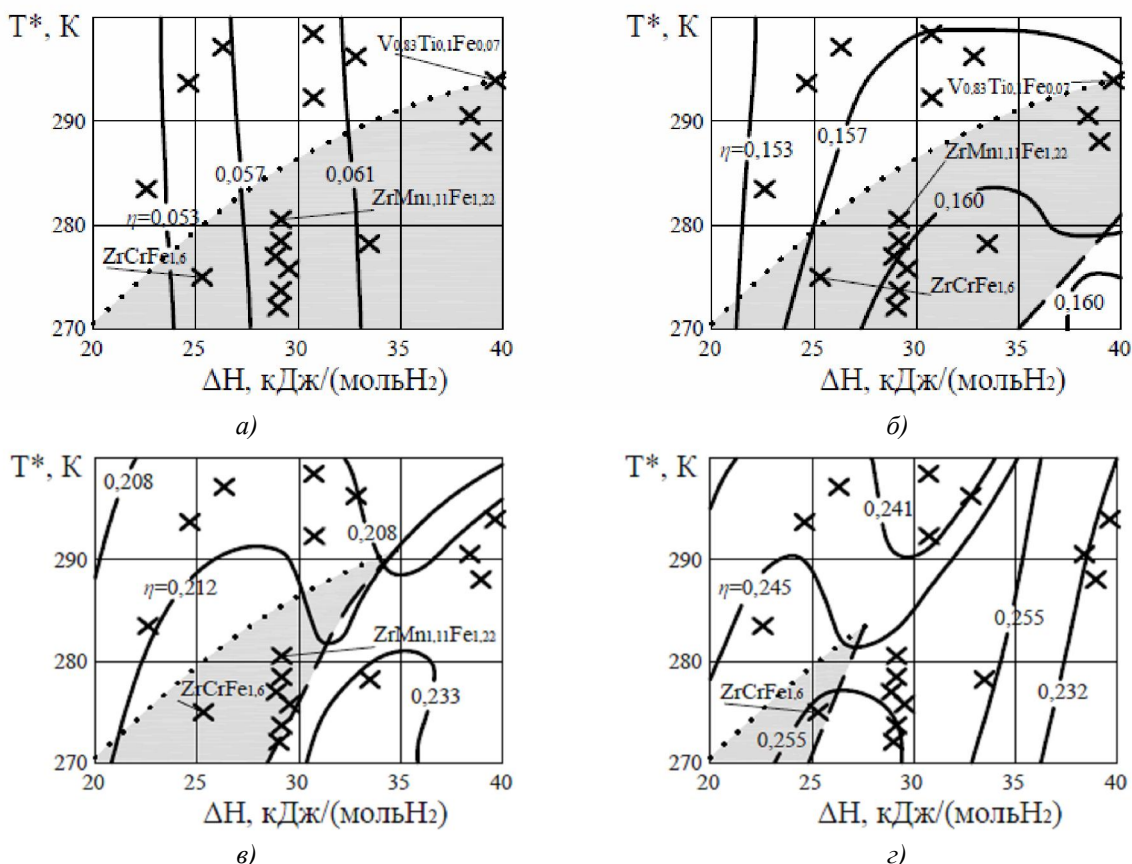 T*, К
V0,83Ti0,1Fe0,07
290
0,057
0,061
ZrMn1,11Fe1,22
η=0,053
280
ZrCrFe1,6
270
20 25 30 35 40
ΔH, кДж/(мольH2)
а)
T*, К
V0,83Ti0,1Fe0,07
290
η=0,153
0,157
ZrMn1,11Fe1,22
0,160
280
ZrCrFe1,6
0,160
270
20 25 30 35 40
ΔH, кДж/(мольH2)
б)
T*, К
0,208
0,208
290
η=0,212
ZrMn1,11Fe1,22
280
ZrCrFe1,6
0,233
270
20 25 30 35 40
ΔH, кДж/(мольH2)
в)
T*, К
0,241
290
η=0,245
0,255
280
ZrCrFe1,6
0,232
0,255
270
20 25 30 35 40
ΔH, кДж/(мольH2)
г)